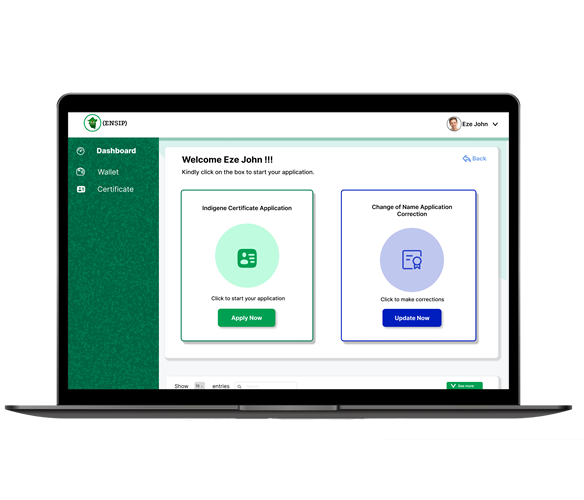 (ENSIP)
Eze John
Dashboard
Wallet
Certificate
Welcome Eze John !!!
Back
Kindly click on the box to start your application.
Indigene Certificate Application
Click to start your application
Apply Now
Change of Name Application
Correction
Click to make corrections
Update Now
Show entries
See more